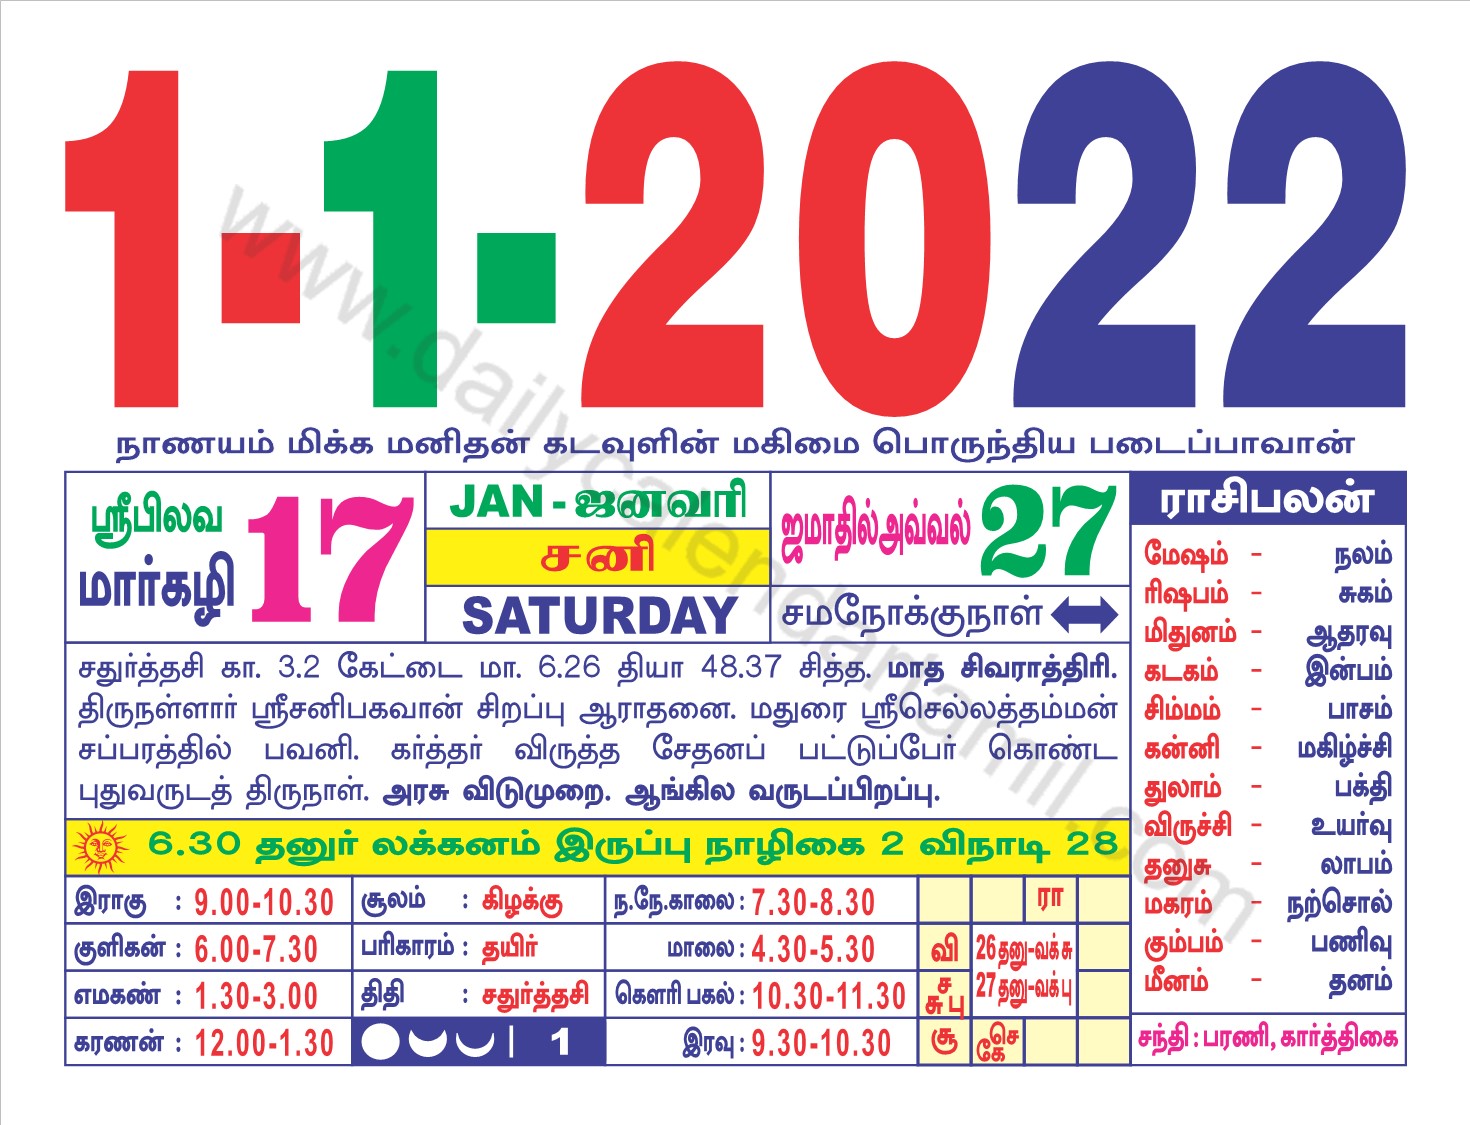 1-1-2022
நாணயம் மிக்க மனிதன் கடவுளின் மகிமை பொருந்திய படைப்பாவான்
ஸ்ரீபிலவ
மார்கழி
17
JAN - ஜனவரி
சனி
SATURDAY
ஜமாதில்அவ்வல் 27
சமநோக்குநாள்
சதுர்த்தசி கா. 3.2 கேட்டை மா. 6.26 தியா 48.37 சித்த. மாத சிவராத்திரி.
திருநள்ளார் ஸ்ரீசனிபகவான் சிறப்பு ஆராதனை. மதுரை ஸ்ரீசெல்லத்தம்மன்
சப்பரத்தில் பவனி. கர்த்தர் விருத்த சேதனப் பட்டுப்போர் கொண்ட
புதுவருடத் திருநாள். அரசு விடுமுறை. ஆங்கில வருடப்பிறப்பு.
6.30 தனுர் லக்கனம் இருப்பு நாழிகை 2 விநாடி 28
இராகு : 9.00-10.30
குளிகன் : 6.00-7.30
எமகண் : 1.30-3.00
கரணன் : 12.00-1.30
சூலம் : கிழக்கு
பரிகாரம் : தயிர்
திதி : சதுர்த்தசி
1
ந.நே.காலை : 7.30-8.30
மாலை : 4.30-5.30
கௌரி பகல் : 10.30-11.30
இரவு : 9.30-10.30
ரா
வி
26 தனு-வக் சு
ச
சு பு
27 தனு-வக் பு
சூ
செ
கே
ராசிபலன்
மேஷம் - நலம்
ரிஷபம் - சுகம்
மிதுனம் - ஆதரவு
கடகம் - இன்பம்
சிம்மம் - பாசம்
கன்னி - மகிழ்ச்சி
துலாம் - பக்தி
விருச்சி - உயர்வு
தனுசு - லாபம்
மகரம் - நற்சொல்
கும்பம் - பணிவு
மீனம் - தனம்
சந்தி : பரணி, கார்த்திகை
www.dailycalendartamil.com